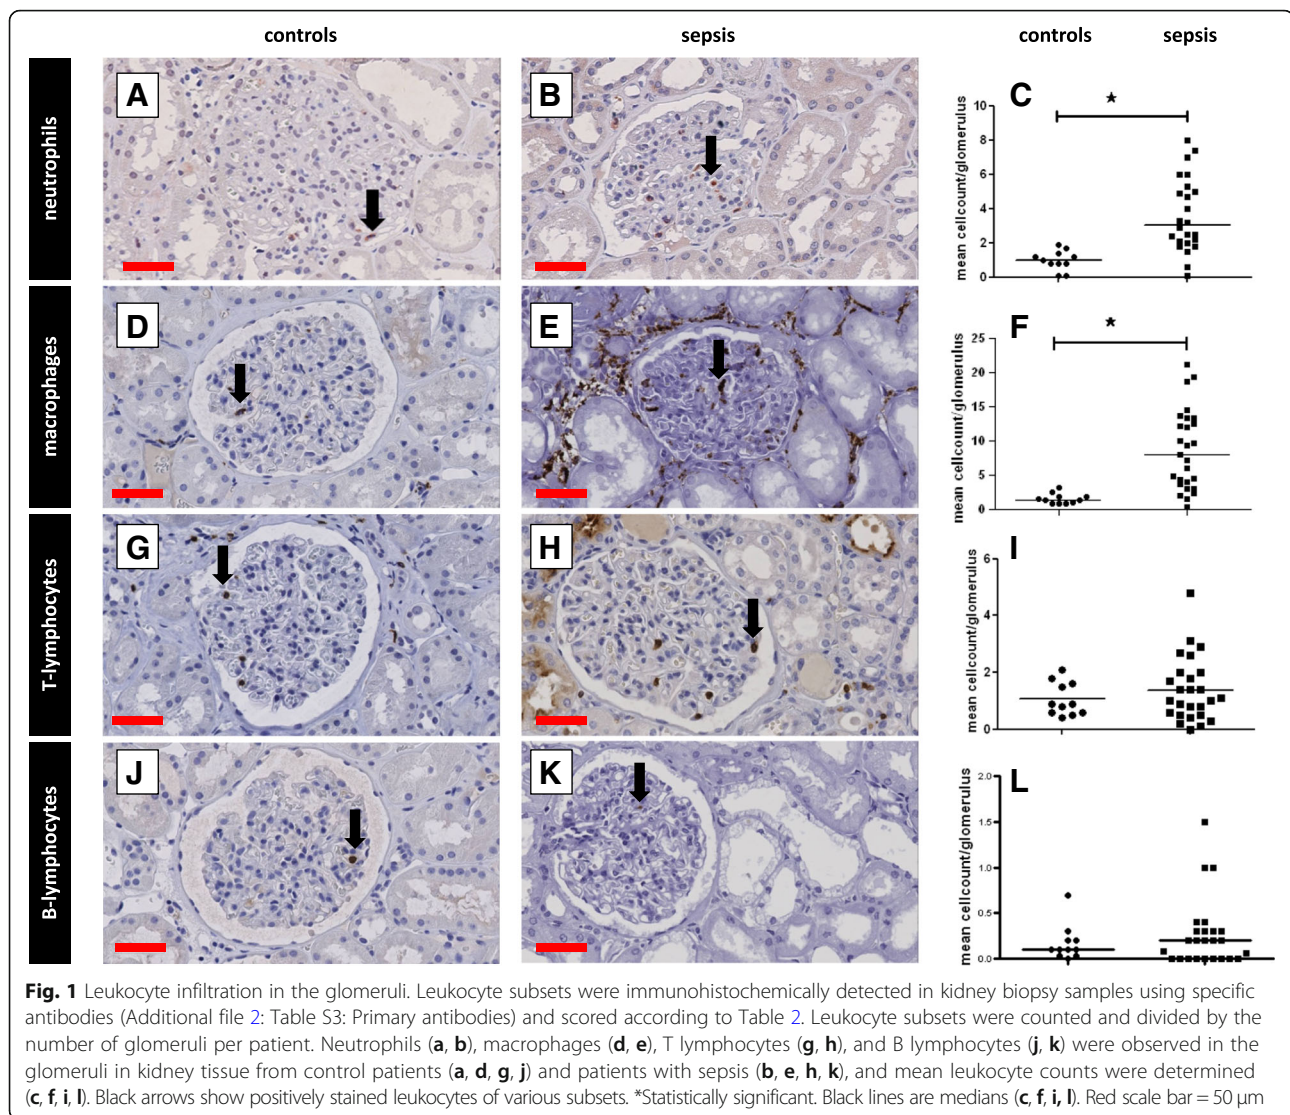 controls sepsis controls sepsis
neutrophils
A
B
C
★
mean cellcount/glomerulus
10
8
6
4
2
0
macrophages
D
E
F
★
mean cellcount/glomerulus
25
20
15
10
5
0
T-lymphocytes
G
H
I
mean cellcount/glomerulus
6
4
2
0
B-lymphocytes
J
K
L
mean cellcount/glomerulus
2.0
1.5
1.0
0.5
0.0
Fig. 1 Leukocyte infiltration in the glomeruli. Leukocyte subsets were immunohistochemically detected in kidney biopsy samples using specific
antibodies (Additional file 2: Table S3: Primary antibodies) and scored according to Table 2. Leukocyte subsets were counted and divided by the
number of glomeruli per patient. Neutrophils (a, b), macrophages (d, e), T lymphocytes (g, h), and B lymphocytes (j, k) were observed in the
glomeruli in kidney tissue from control patients (a, d, g, j) and patients with sepsis (b, e, h, k), and mean leukocyte counts were determined
(c, f, i, l). Black arrows show positively stained leukocytes of various subsets. *Statistically significant. Black lines are medians (c, f, i, l). Red scale bar = 50 μm